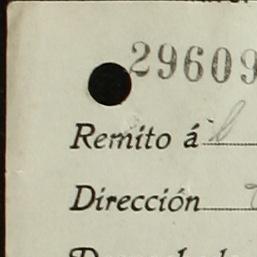 29609
Remito á
Dirección